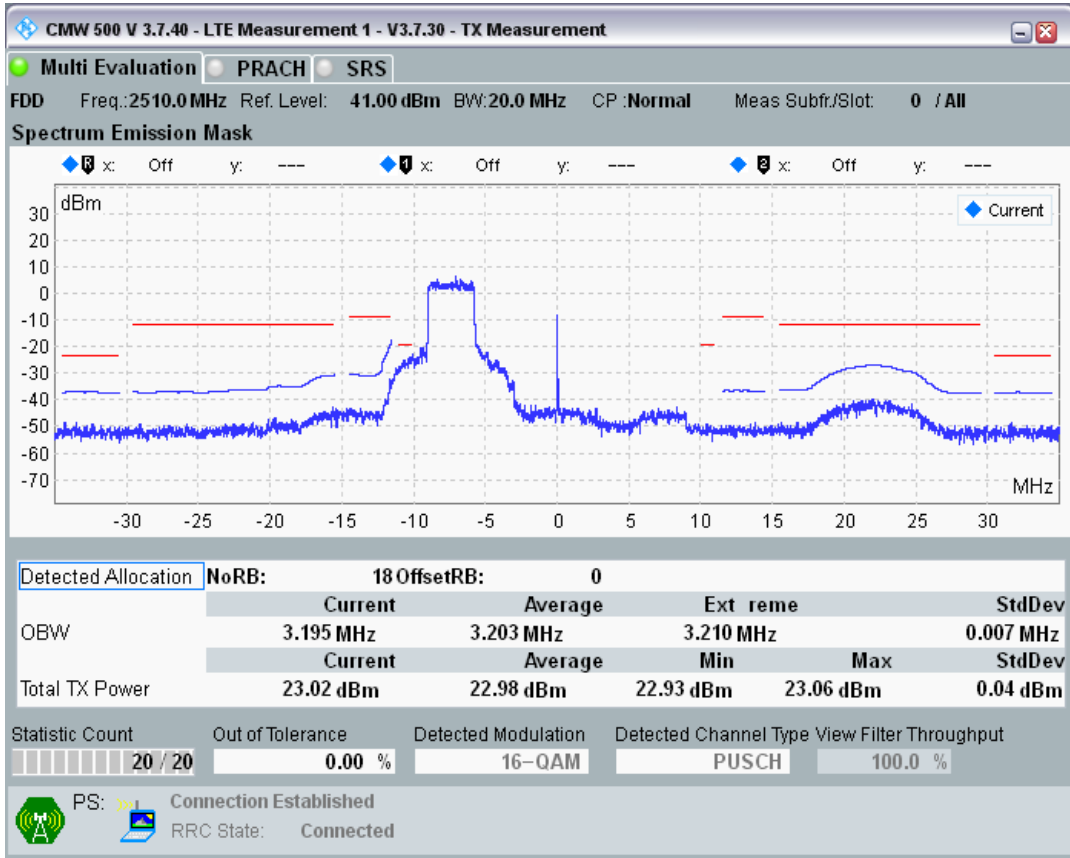 CMW 500 V 3.7.40 - LTE Measurement 1 - V3.7.30 - TX Measurement
Multi Evaluation PRACH SRS
FDD Freq.:2510.0 MHz Ref. Level: 41.00 dBm BW:20.0 MHz CP :Normal Meas Subfr./Slot: 0 / All
Spectrum Emission Mask
R x: Off y: --- 1 x: Off y: --- 2 x: Off y: ---
dBm
Current
30
20
10
0
-10
-20
-30
-40
-50
-60
-70
MHz
-30 -25 -20 -15 -10 -5 0 5 10 15 20 25 30
Detected Allocation NoRB: 18 OffsetRB: 0
Current Average Ext reme StdDev
OBW 3.195 MHz 3.203 MHz 3.210 MHz 0.007 MHz
Current Average Min Max StdDev
Total TX Power 23.02 dBm 22.98 dBm 22.93 dBm 23.06 dBm 0.04 dBm
Statistic Count Out of Tolerance Detected Modulation Detected Channel Type View Filter Throughput
20 / 20 0.00 % 16-QAM PUSCH 100.0 %
PS: Connection Established
RRC State: Connected